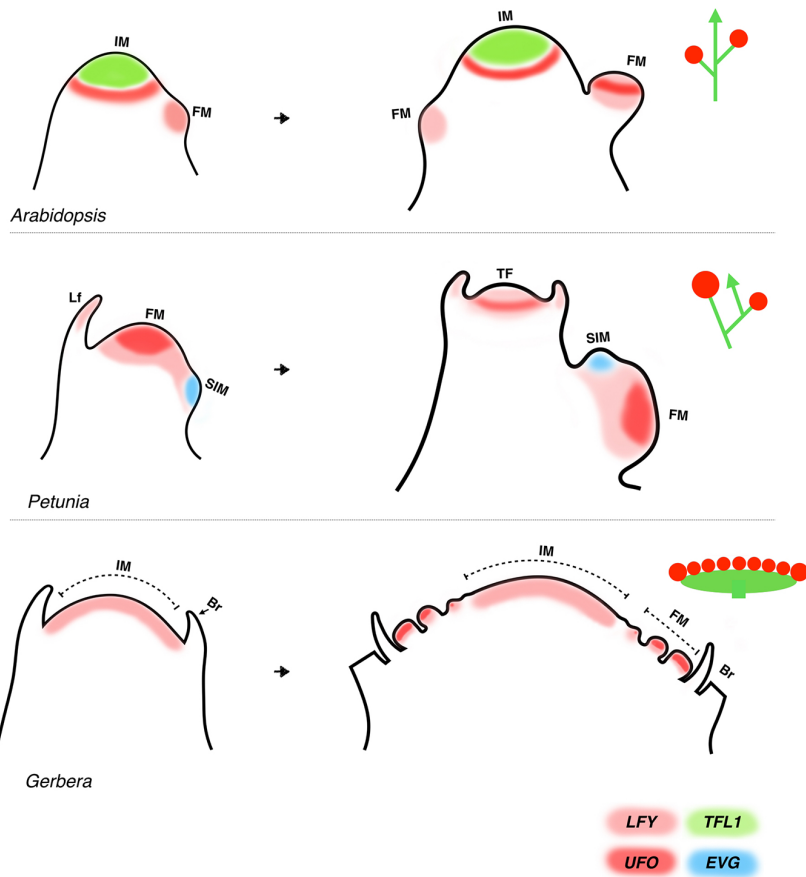 IM
IM
FM
FM
FM
Arabidopsis
Lf
FM
SIM
TF
SIM
FM
Petunia
IM
Br
IM
FM
Br
Gerbera
LFY TFL1
UFO EVG